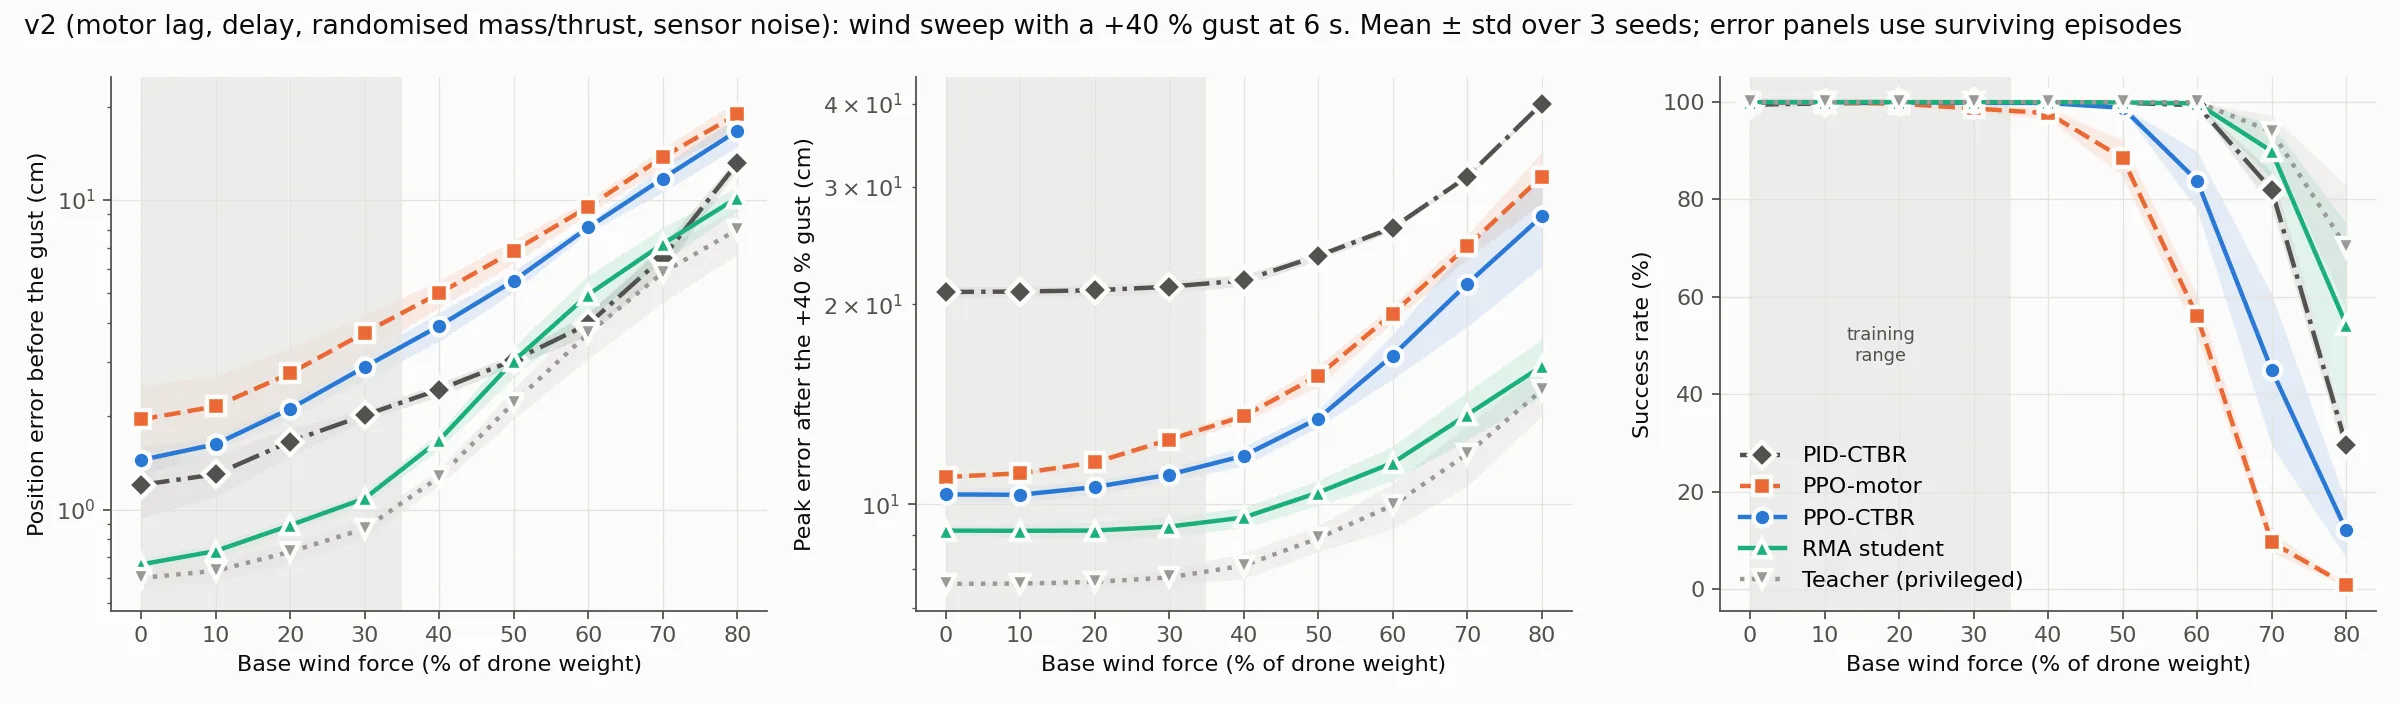 v2 (motor lag, delay, randomised mass/thrust, sensor noise): wind sweep with a +40 % gust at 6 s. Mean ± std over 3 seeds; error panels use surviving episodes
Position error before the gust (cm)
10¹
10⁰
0 10 20 30 40 50 60 70 80
Base wind force (% of drone weight)
Peak error after the +40 % gust (cm)
4 × 10¹
3 × 10¹
2 × 10¹
10¹
0 10 20 30 40 50 60 70 80
Base wind force (% of drone weight)
Success rate (%)
100
80
60
40
20
0
training
range
PID-CTBR
PPO-motor
PPO-CTBR
RMA student
Teacher (privileged)
0 10 20 30 40 50 60 70 80
Base wind force (% of drone weight)